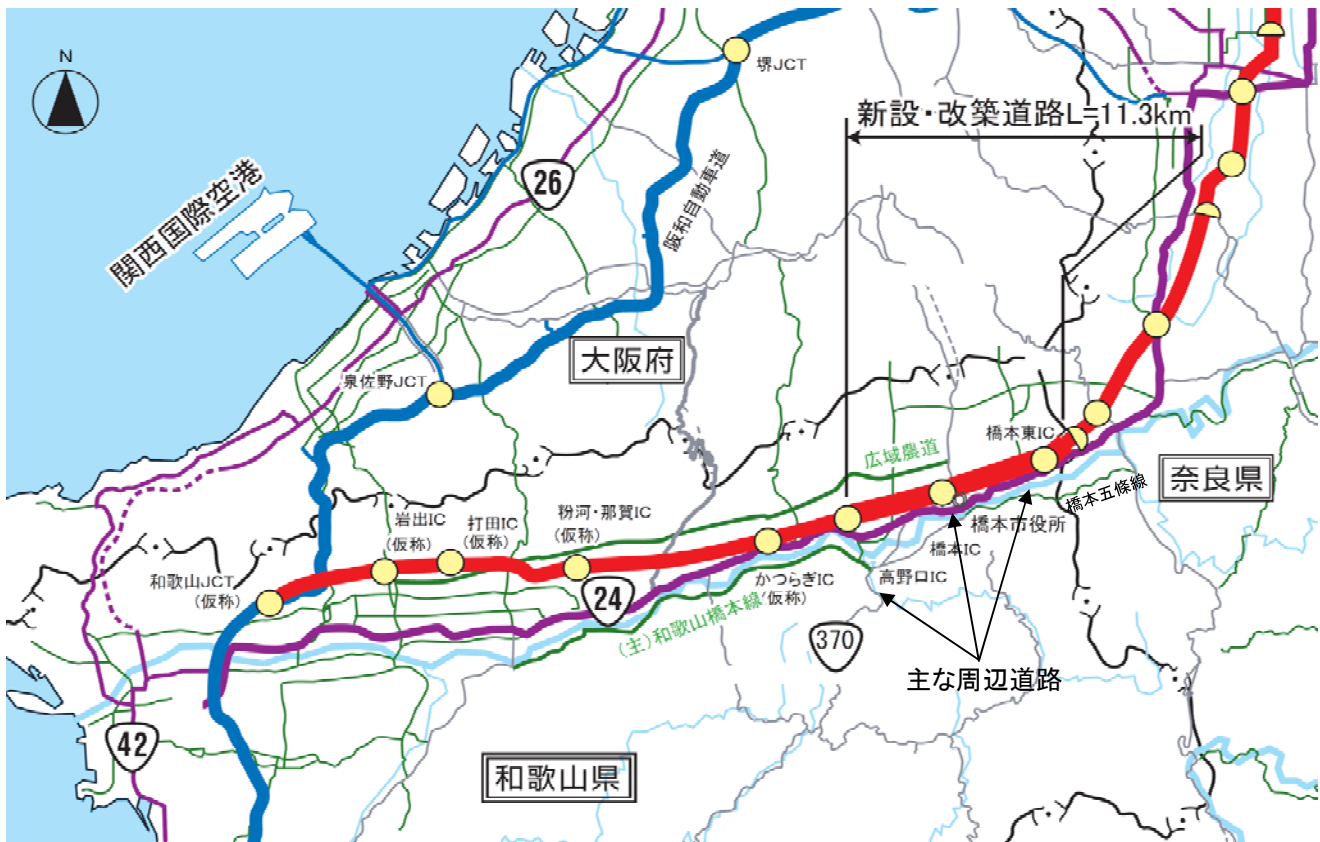 N
堺JCT
新設・改築道路L=11.3km
26
阪和自動車道
関西国際空港
大阪府
泉佐野JCT
橋本東IC
広域農道
奈良県
橋本五條線
岩出IC
(仮称)
打田IC
(仮称)
粉河・那賀IC
(仮称)
橋本市役所
橋本IC
和歌山JCT
(仮称)
かつらぎIC
(仮称)
高野口IC
24
(主)和歌山橋本線
370
主な周辺道路
42
和歌山県